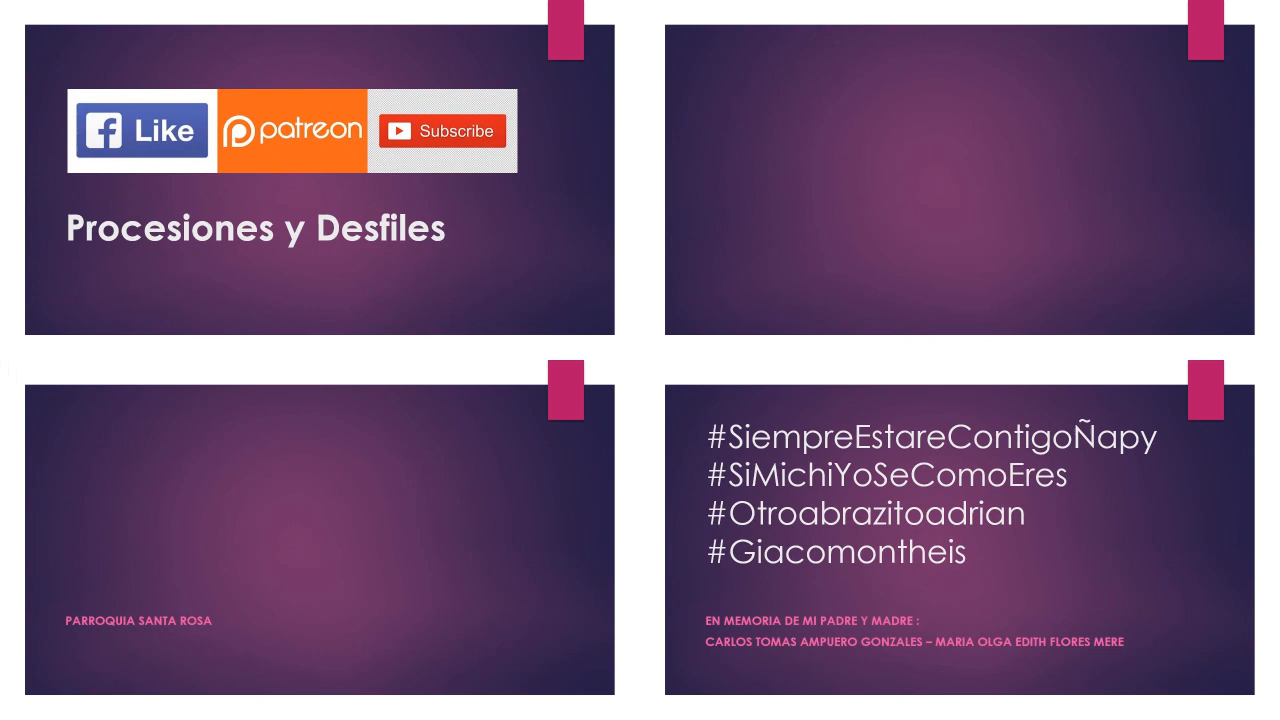 Like
patreon
Subscribe
Procesiones y Desfiles
PARROQUIA SANTA ROSA
#SiempreEstareContigoÑapy
#SiMichiYoSeComoEres
#Otroabrazitoadrian
#Giacomontheis
EN MEMORIA DE MI PADRE Y MADRE :
CARLOS TOMAS AMPUERO GONZALES – MARIA OLGA EDITH FLORES MERE